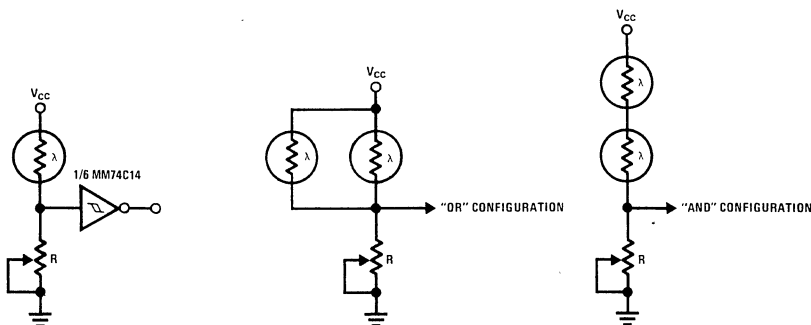 VCC
λ
1/6 MM74C14
R
VCC
λ
λ
"OR" CONFIGURATION
R
VCC
λ
λ
"AND" CONFIGURATION
R